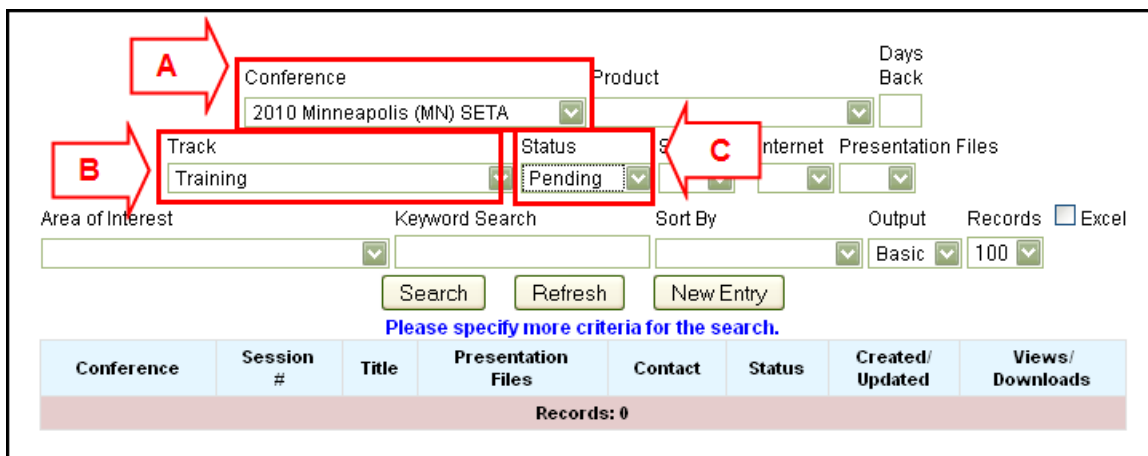 A
Conference
Product
Days
Back
2010 Minneapolis (MN) SETA
B
Track
Status
C
Internet
Presentation Files
Training
Pending
Area of Interest
Keyword Search
Sort By
Output
Records
Excel
Basic
100
Search
Refresh
New Entry
Please specify more criteria for the search.
Conference
Session
#
Title
Presentation
Files
Contact
Status
Created/
Updated
Views/
Downloads
Records: 0